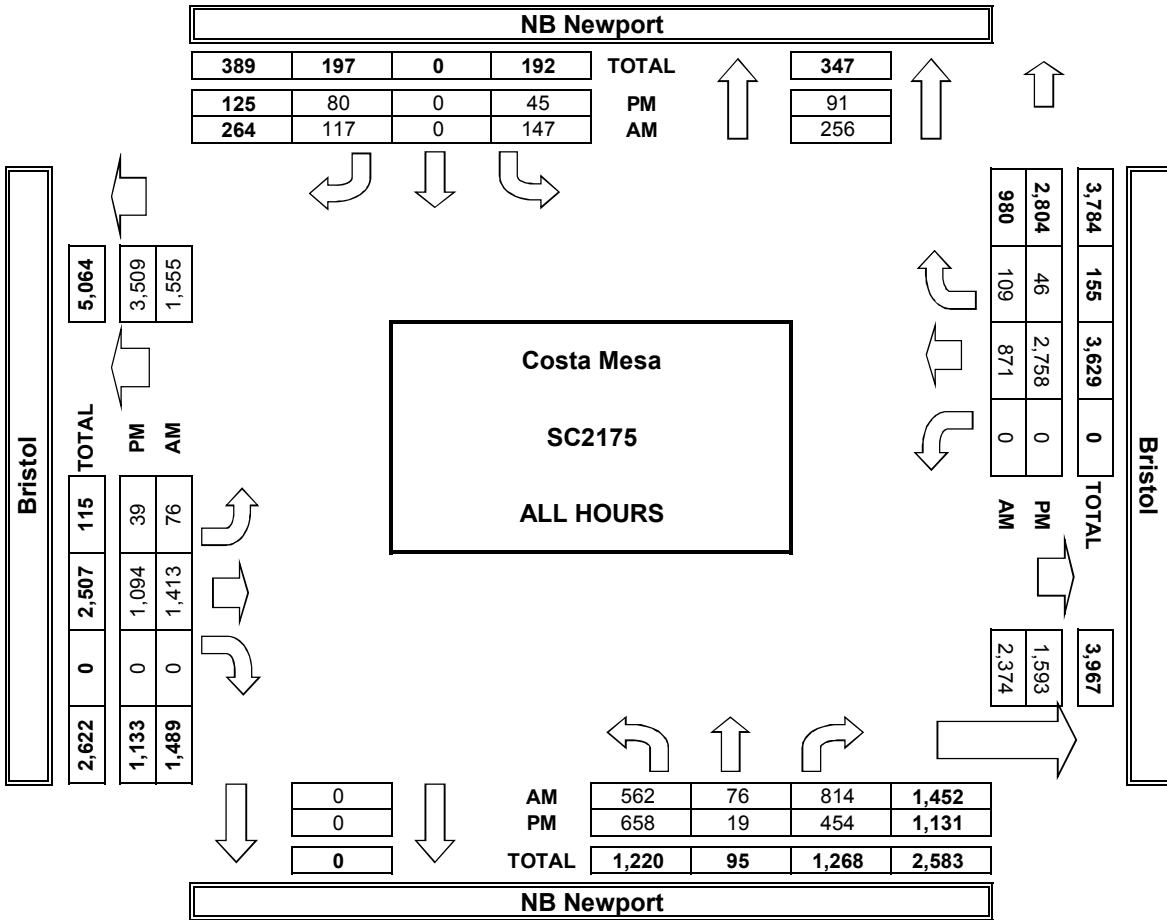 NB Newport
389 197 0 192 TOTAL 347
125 80 0 45 PM 91
264 117 0 147 AM 256
Bristol
5,064 3,509 1,555
TOTAL PM AM
115 39 76
2,507 1,094 1,413
0 0 0
2,622 1,133 1,489
Costa Mesa
SC2175
ALL HOURS
980 2,804 3,784
109 46 155
871 2,758 3,629
0 0 0
AM PM TOTAL
2,374 1,593 3,967
Bristol
0 AM 562 76 814 1,452
0 PM 658 19 454 1,131
0 TOTAL 1,220 95 1,268 2,583
NB Newport